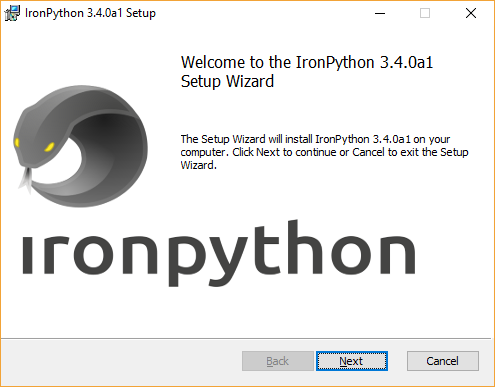 IronPython 3.4.0a1 Setup
Welcome to the IronPython 3.4.0a1
Setup Wizard
The Setup Wizard will install IronPython 3.4.0a1 on your
computer. Click Next to continue or Cancel to exit the Setup
Wizard.
ironpython
Back
Next
Cancel